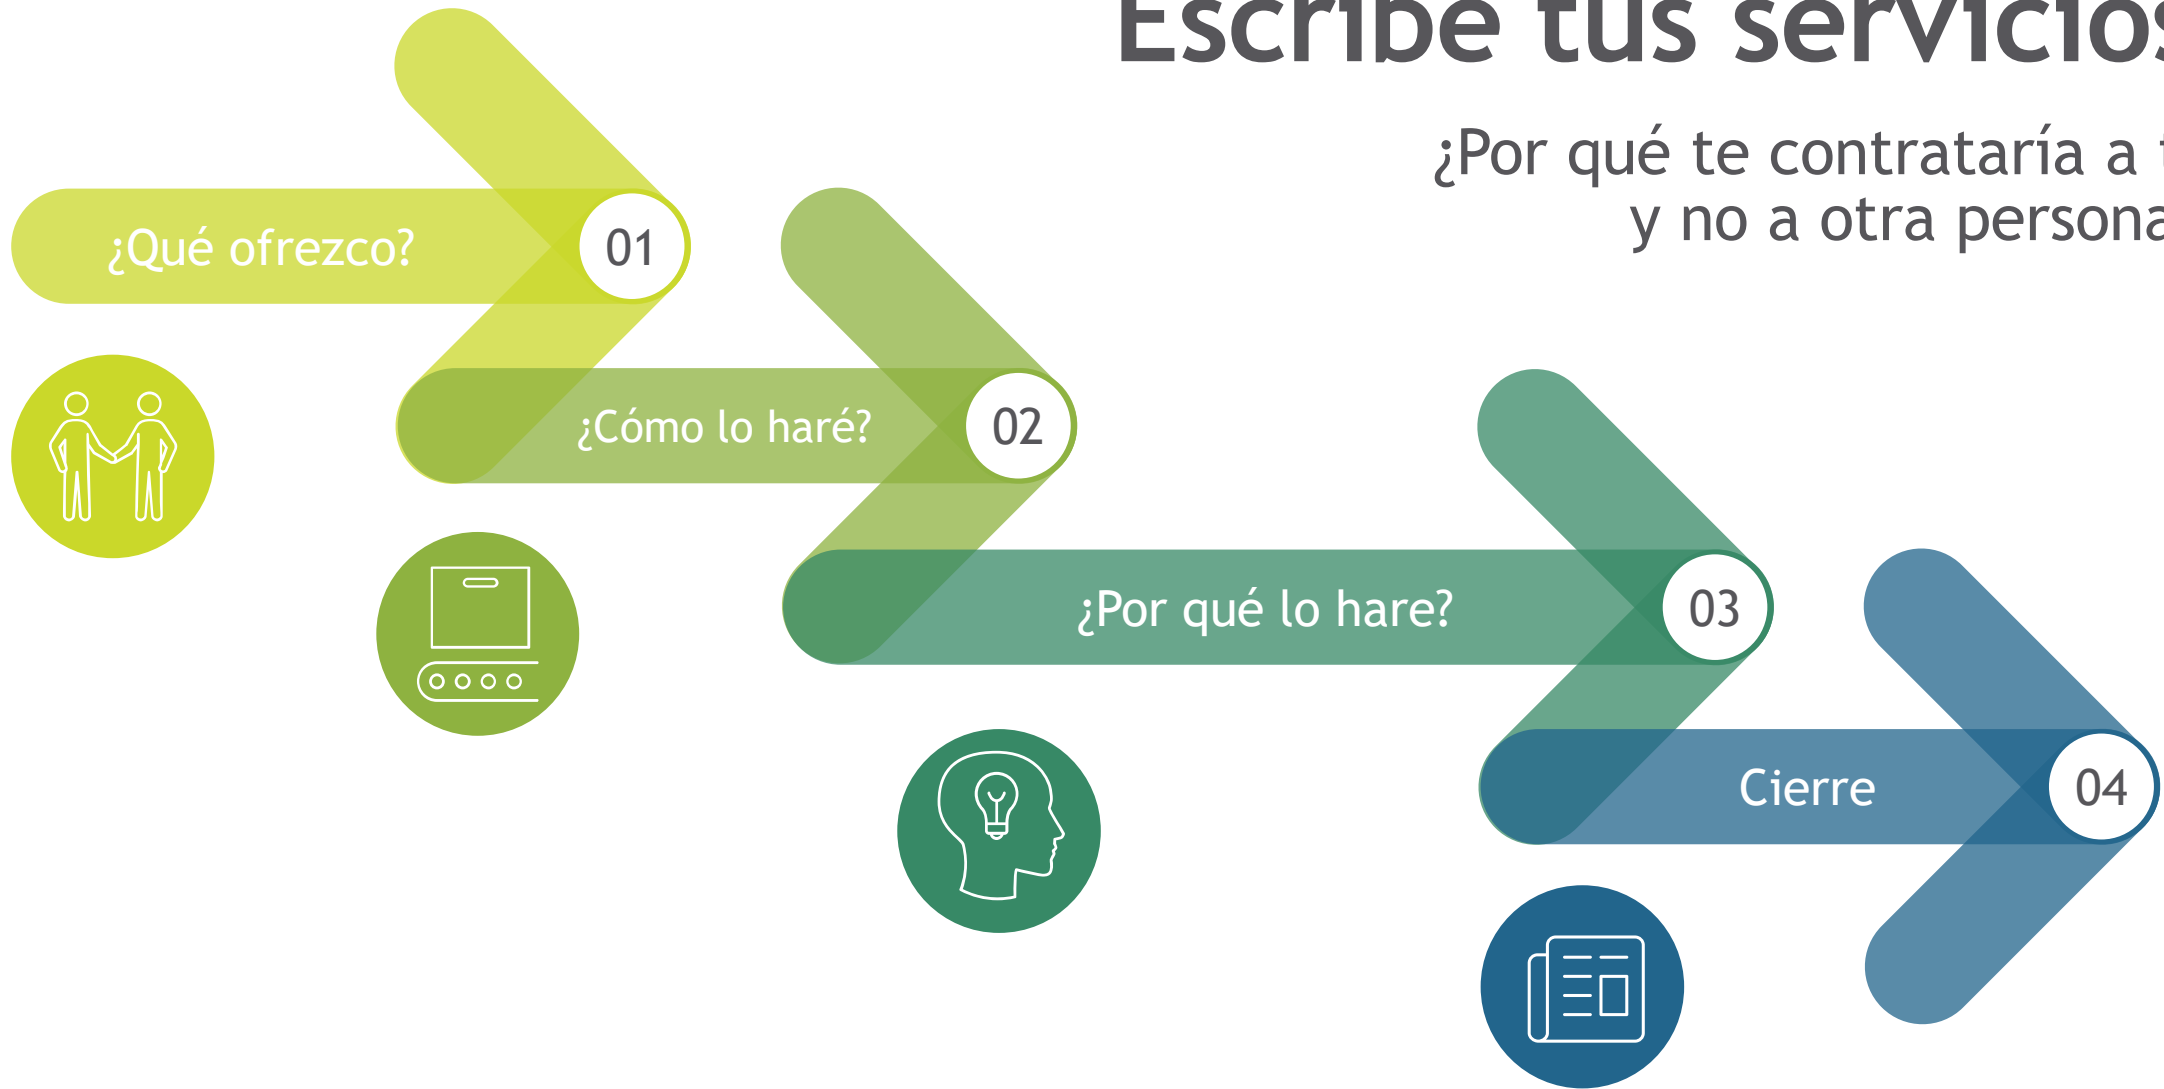 Escribe tus servicios
¿Por qué te contrataría a t
y no a otra persona
¿Qué ofrezco?
01
¿Cómo lo haré?
02
¿Por qué lo hare?
03
Cierre
04